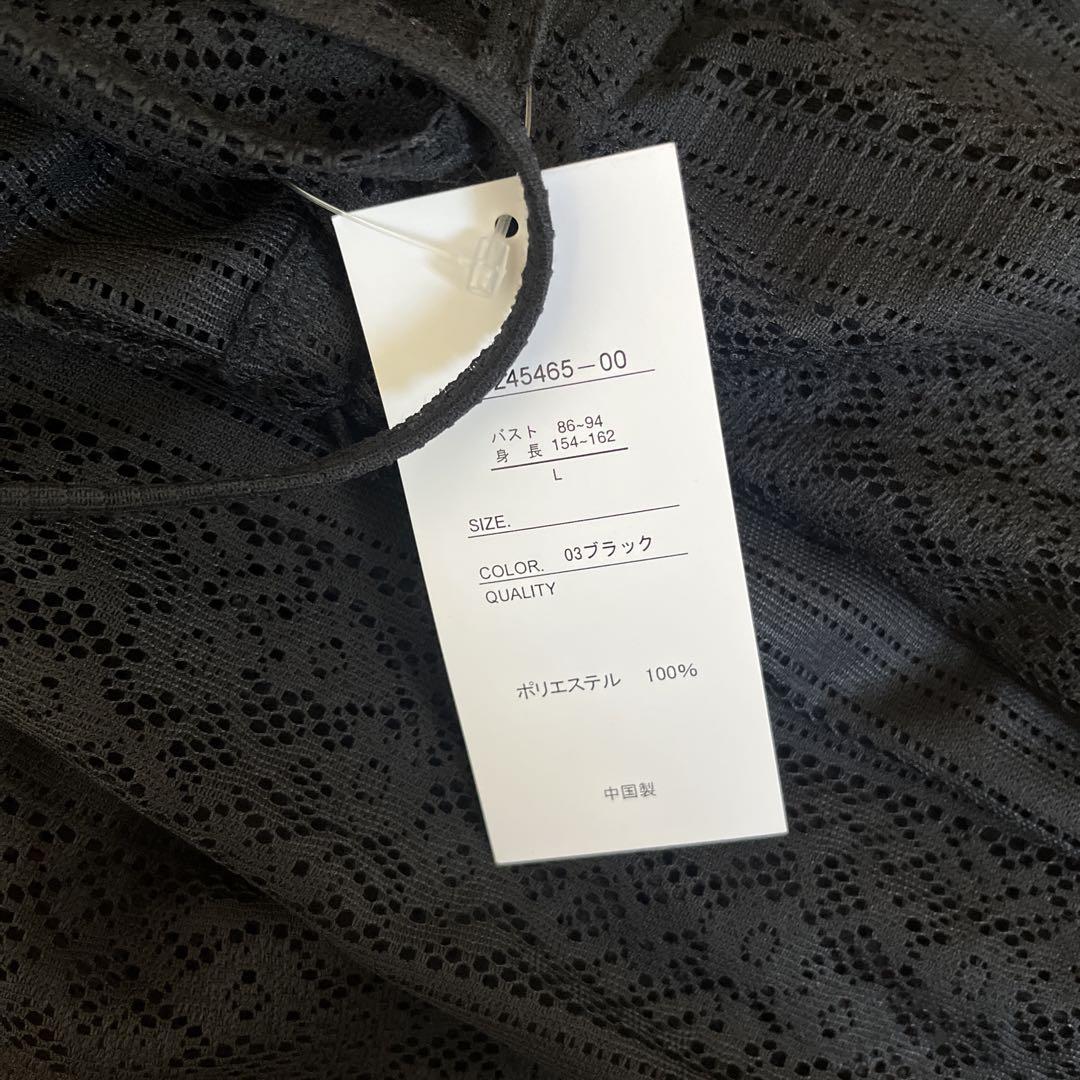 245465-00
バスト 86~94
身 長 154~162
L
SIZE.
COLOR. 03ブラック
QUALITY
ポリエステル 100%
中国製